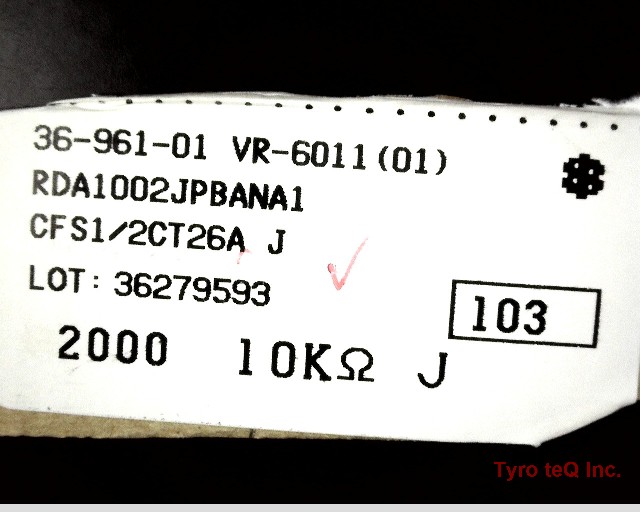 36-961-01 VR-6011(01)
RDA1002JPBANA1
CFS1/2CT26A J
LOT: 36279593
103
2000 10KΩ J
Tyro teQ Inc.